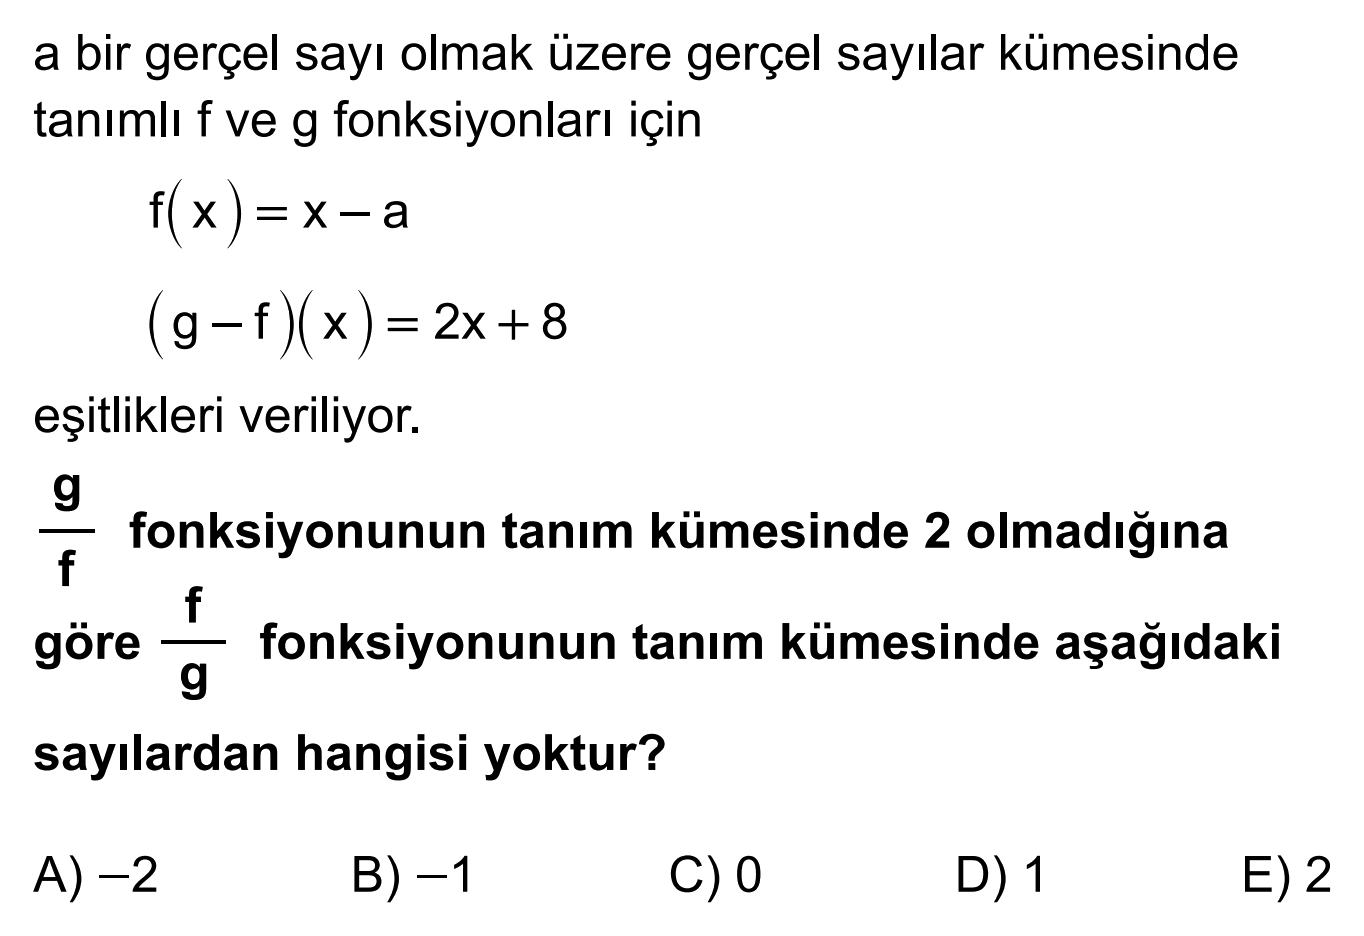 a bir gerçel sayı olmak üzere gerçel sayılar kümesinde
tanımlı f ve g fonksiyonları için
f(x) = x − a
(g − f)(x) = 2x + 8
eşitlikleri veriliyor.
g/f fonksiyonunun tanım kümesinde 2 olmadığına
göre f/g fonksiyonunun tanım kümesinde aşağıdaki
sayılardan hangisi yoktur?
A) −2 B) −1 C) 0 D) 1 E) 2